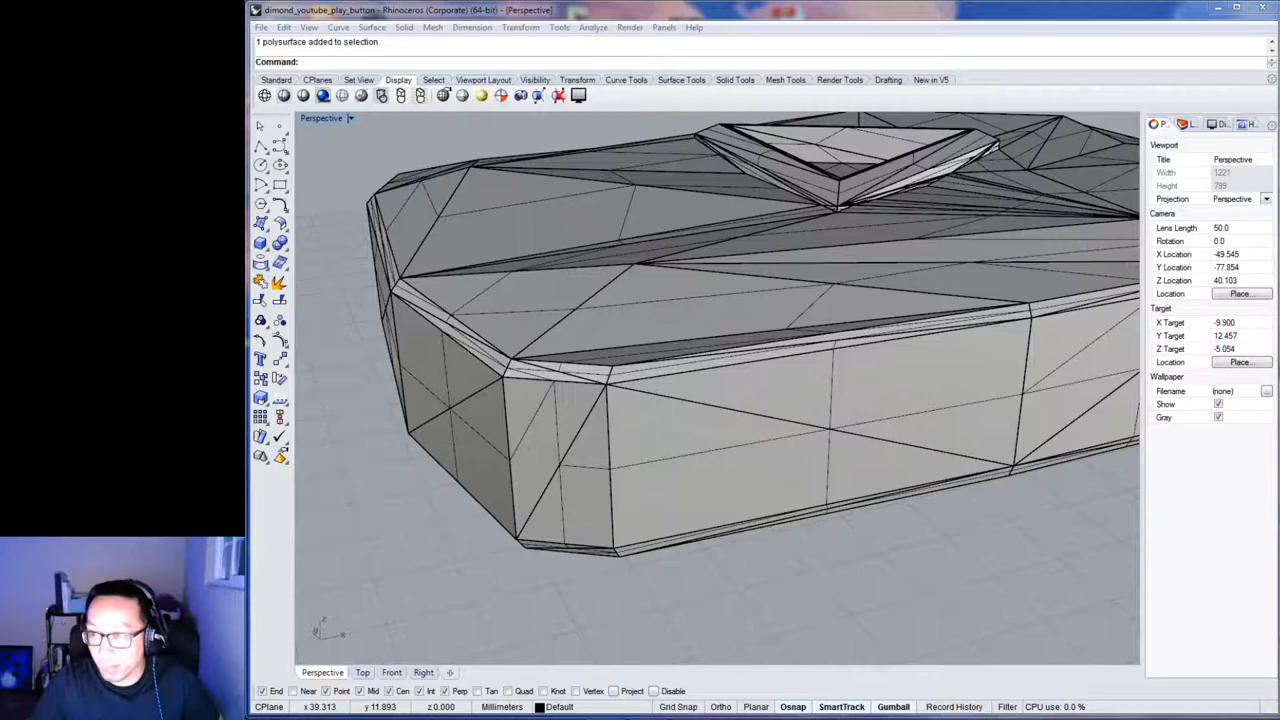 dimond_youtube_play_button - Rhinoceros (Corporate) (64-bit) - [Perspective]
File Edit View Curve Surface Solid Mesh Dimension Transform Tools Analyze Render Panels Help
1 polysurface added to selection.
Command:
Standard CPlanes Set View Display Select Viewport Layout Visibility Transform Curve Tools Surface Tools Solid Tools Mesh Tools Render Tools Drafting New in V5
Perspective
P... L... Di... H...
Viewport
Title Perspective
Width 1221
Height 799
Projection Perspective
Camera
Lens Length 50.0
Rotation 0.0
X Location -49.545
Y Location -77.854
Z Location 40.103
Location Place...
Target
X Target -9.900
Y Target 12.457
Z Target -5.054
Location Place...
Wallpaper
Filename (none) ...
Show
Gray
z
y x
Perspective Top Front Right
End Near Point Mid Cen Int Perp Tan Quad Knot Vertex Project Disable
CPlane x 39.313 y 11.893 z 0.000 Millimeters Default Grid Snap Ortho Planar Osnap SmartTrack Gumball Record History Filter CPU use: 0.0 %